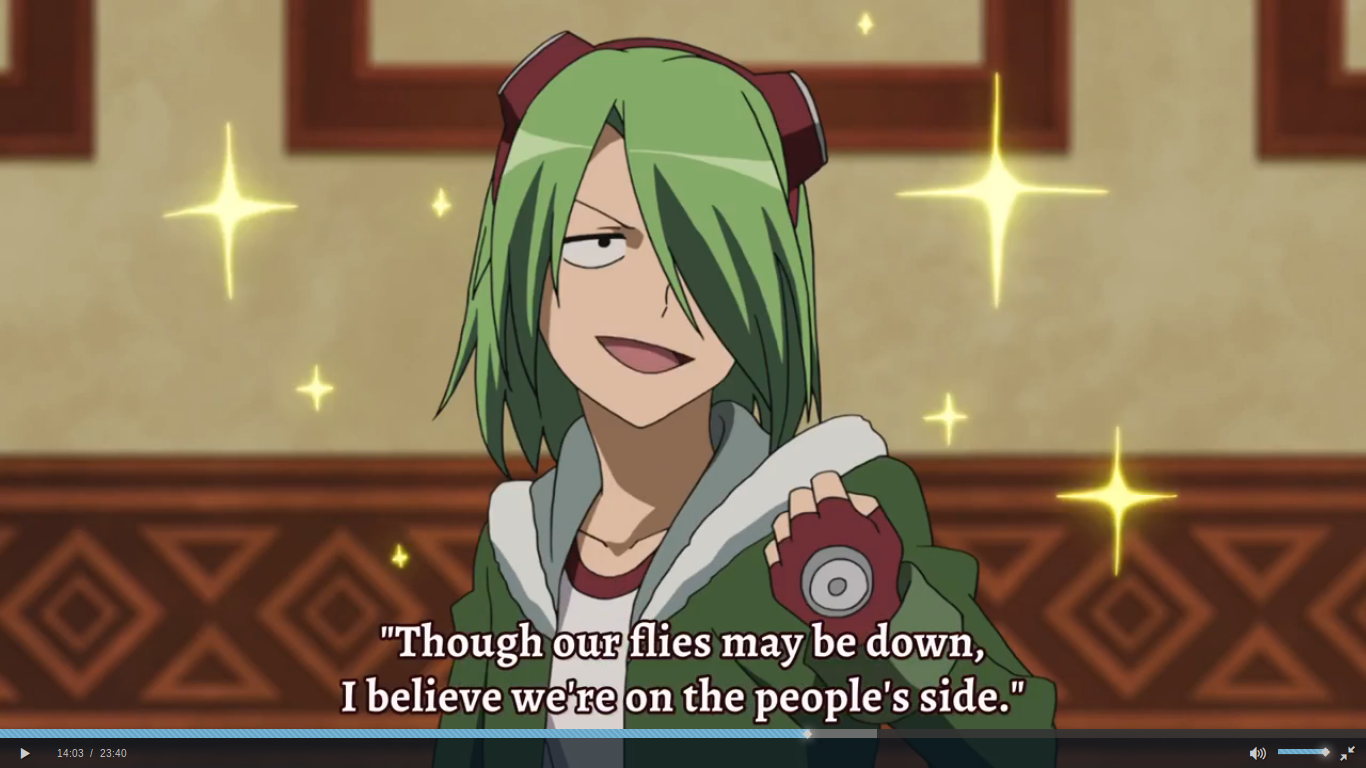 "Though our flies may be down,
I believe we're on the people's side."
14:03 / 23:40